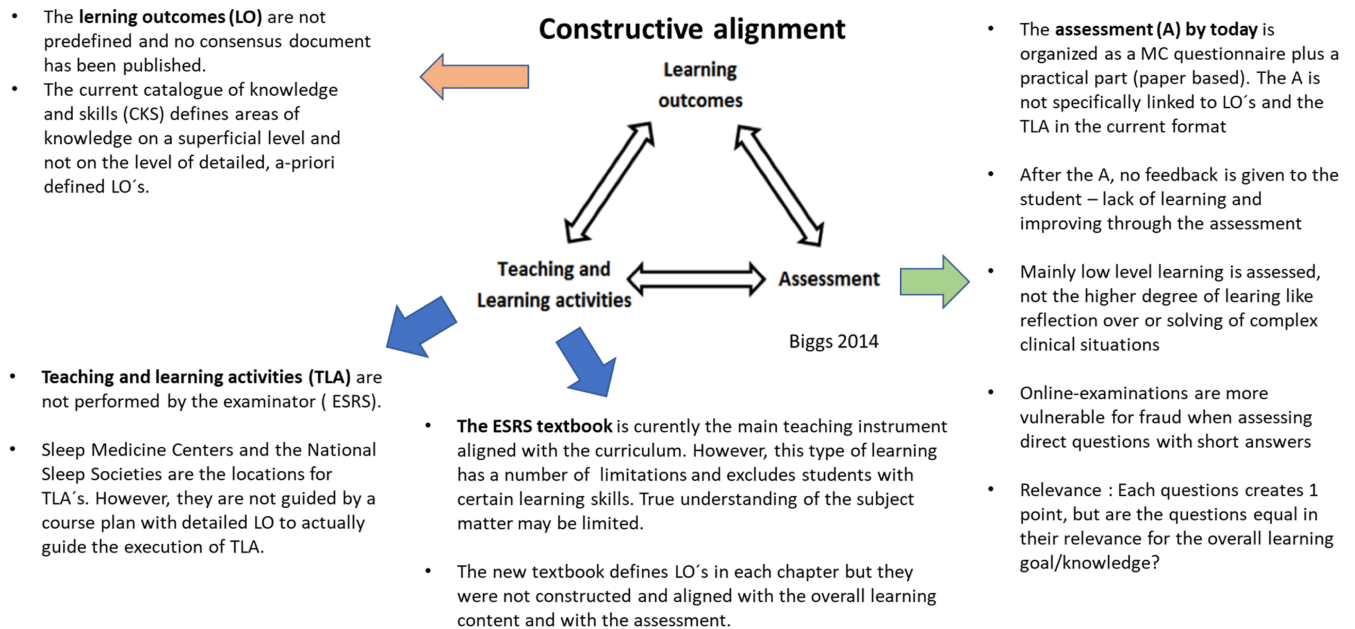 Constructive alignment
• The lerning outcomes (LO) are not
predefined and no consensus document
has been published.
• The current catalogue of knowledge
and skills (CKS) defines areas of
knowledge on a superficial level and
not on the level of detailed, a-priori
defined LO´s.
Learning
outcomes
Teaching and
Learning activities
Assessment
Biggs 2014
• The assessment (A) by today is
organized as a MC questionnaire plus a
practical part (paper based). The A is
not specifically linked to LO´s and the
TLA in the current format
• After the A, no feedback is given to the
student – lack of learning and
improving through the assessment
• Mainly low level learning is assessed,
not the higher degree of learing like
reflection over or solving of complex
clinical situations
• Online-examinations are more
vulnerable for fraud when assessing
direct questions with short answers
• Relevance : Each questions creates 1
point, but are the questions equal in
their relevance for the overall learning
goal/knowledge?
• Teaching and learning activities (TLA) are
not performed by the examinator ( ESRS).
• Sleep Medicine Centers and the National
Sleep Societies are the locations for
TLA´s. However, they are not guided by a
course plan with detailed LO to actually
guide the execution of TLA.
• The ESRS textbook is curently the main teaching instrument
aligned with the curriculum. However, this type of learning
has a number of limitations and excludes students with
certain learning skills. True understanding of the subject
matter may be limited.
• The new textbook defines LO´s in each chapter but they
were not constructed and aligned with the overall learning
content and with the assessment.